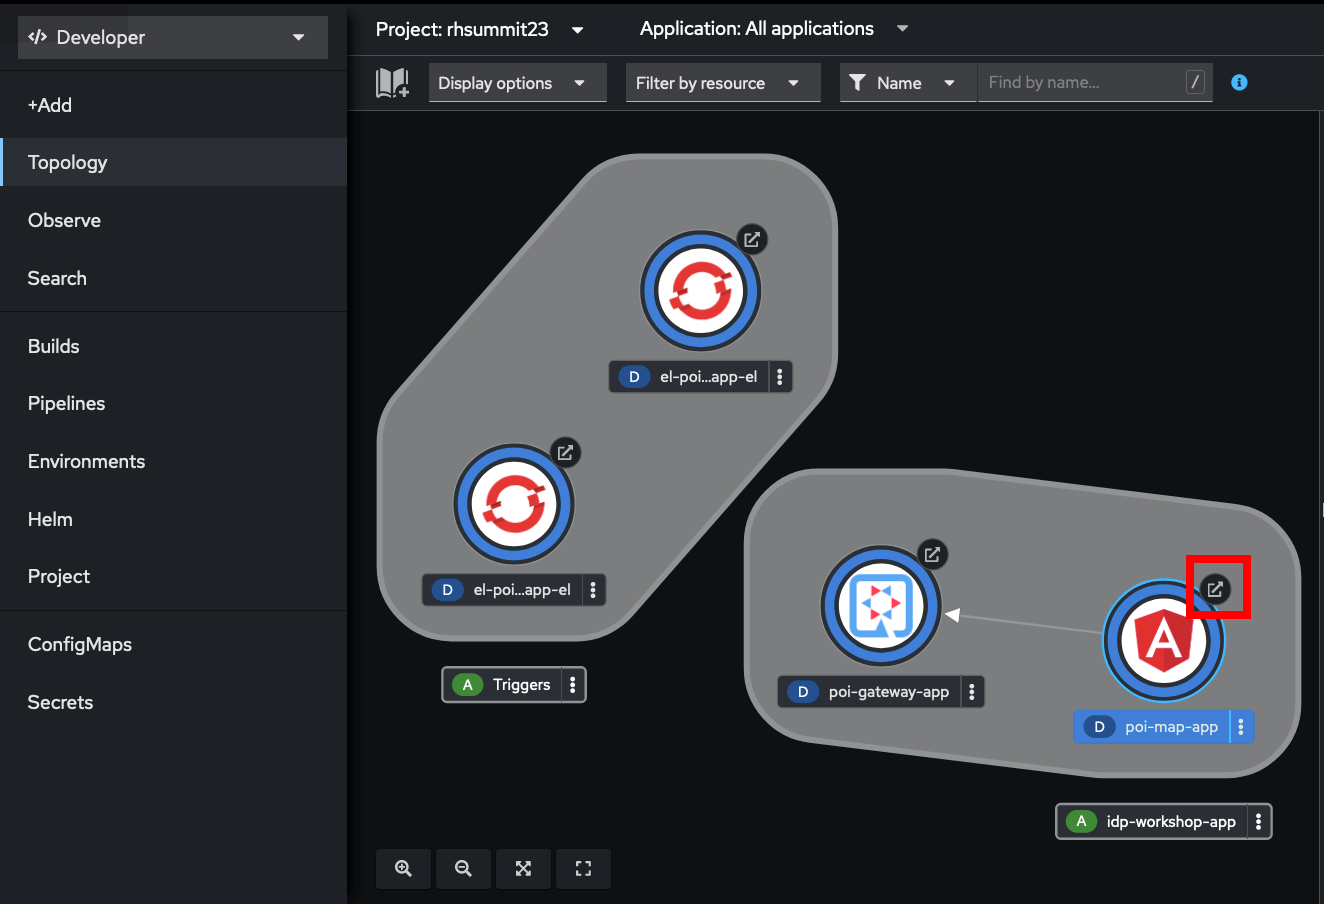 </> Developer
Project: rhsummit23
Application: All applications
Display options
Filter by resource
Name
Find by name...
/
i
+Add
Topology
Observe
Search
Builds
Pipelines
Environments
Helm
Project
ConfigMaps
Secrets
D el-poi...app-el
D el-poi...app-el
A Triggers
D poi-gateway-app
A
D poi-map-app
A idp-workshop-app